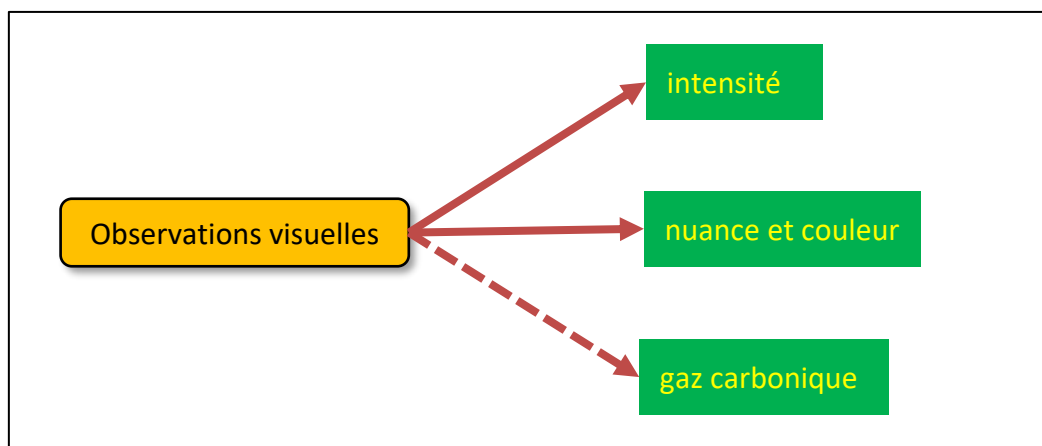 intensité
Observations visuelles
nuance et couleur
gaz carbonique